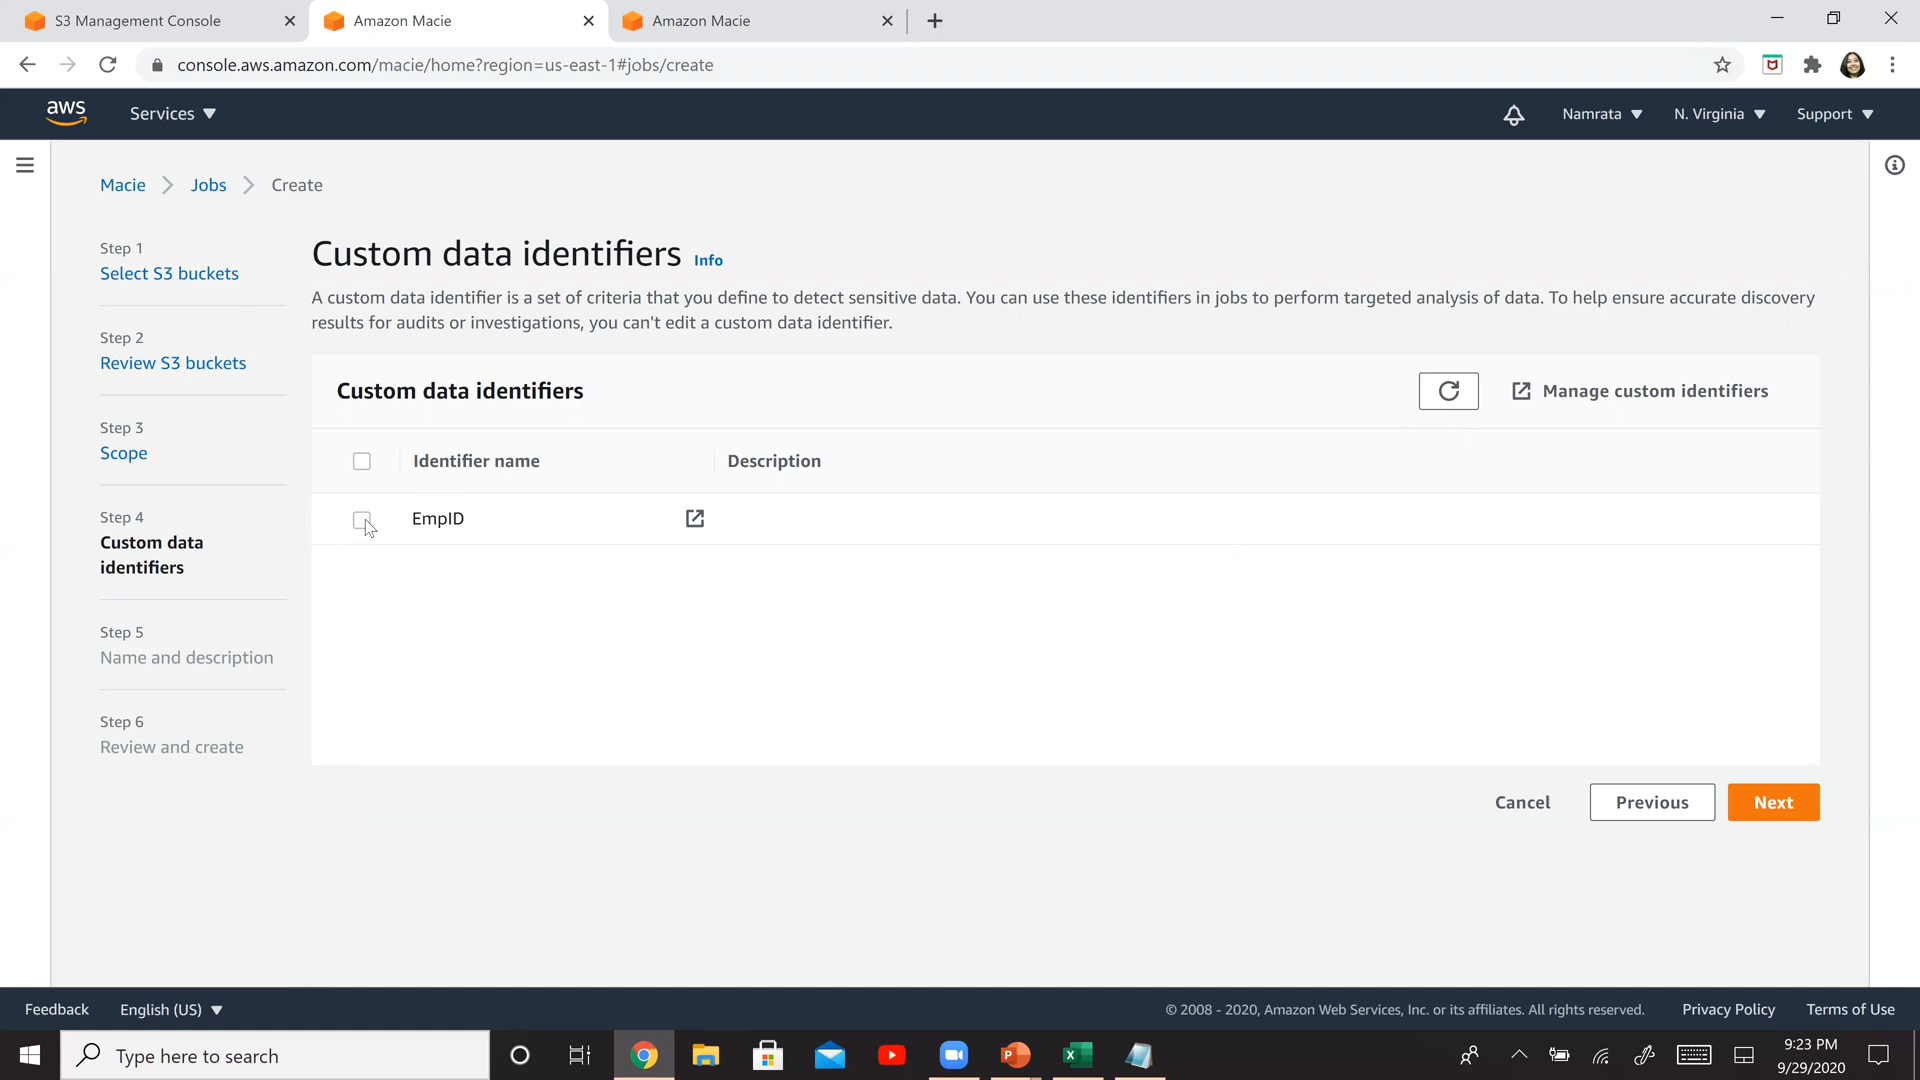 S3 Management Console
Amazon Macie
Amazon Macie
console.aws.amazon.com/macie/home?region=us-east-1#jobs/create
aws
Services
Namrata
N. Virginia
Support
Macie
Jobs
Create
Step 1
Select S3 buckets
Step 2
Review S3 buckets
Step 3
Scope
Step 4
Custom data
identifiers
Step 5
Name and description
Step 6
Review and create
Custom data identifiers Info
A custom data identifier is a set of criteria that you define to detect sensitive data. You can use these identifiers in jobs to perform targeted analysis of data. To help ensure accurate discovery
results for audits or investigations, you can't edit a custom data identifier.
Custom data identifiers
Manage custom identifiers
Identifier name
Description
EmpID
Cancel
Previous
Next
Feedback
English (US)
© 2008 - 2020, Amazon Web Services, Inc. or its affiliates. All rights reserved.
Privacy Policy
Terms of Use
Type here to search
9:23 PM
9/29/2020